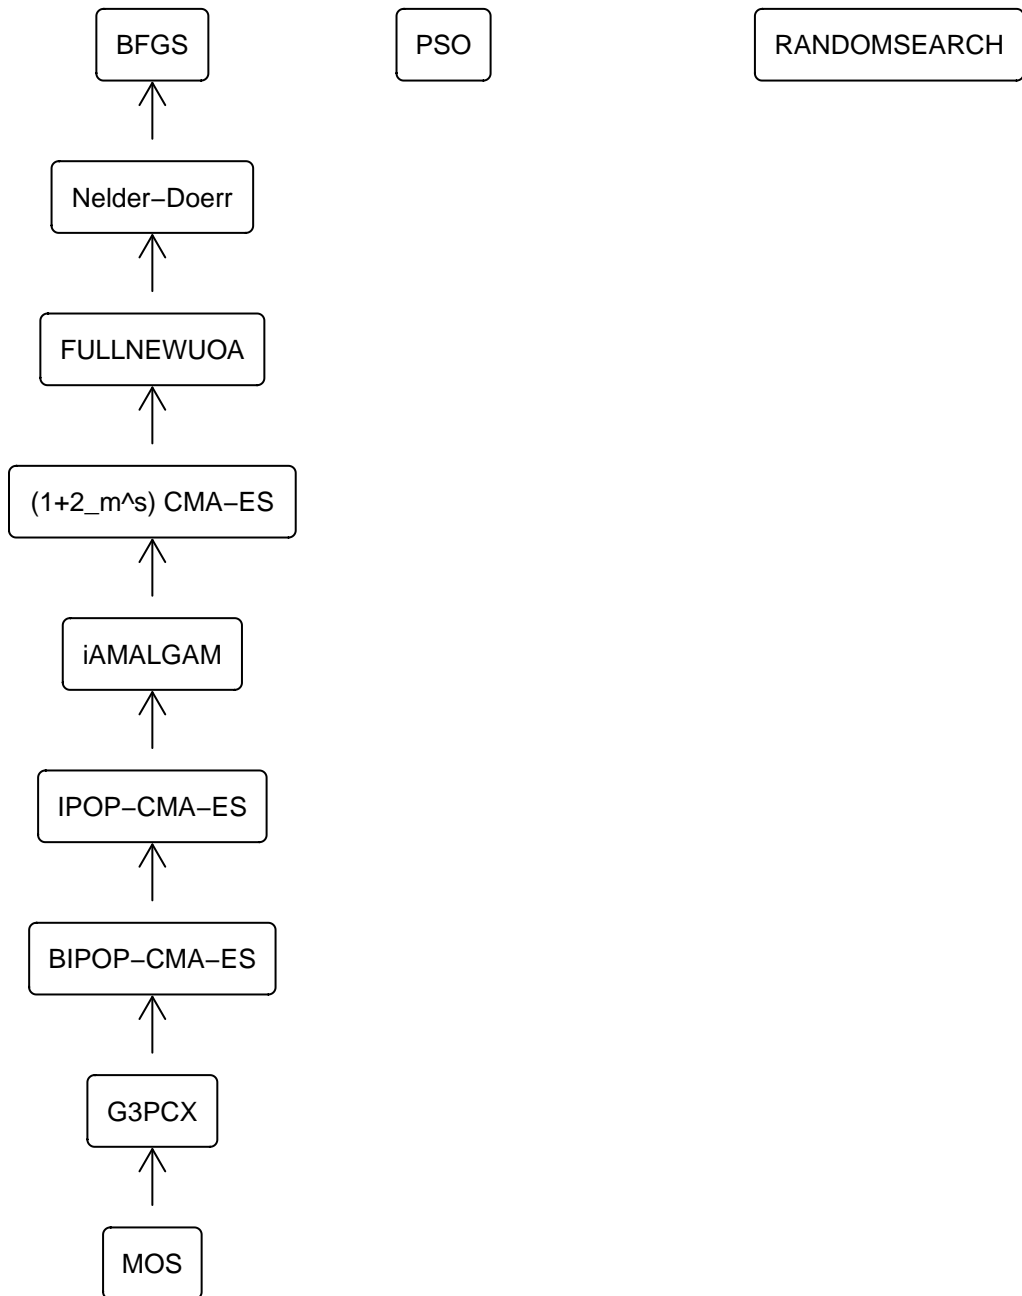 BFGS
PSO
RANDOMSEARCH
Nelder−Doerr
FULLNEWUOA
(1+2_m^s) CMA−ES
iAMALGAM
IPOP−CMA−ES
BIPOP−CMA−ES
G3PCX
MOS